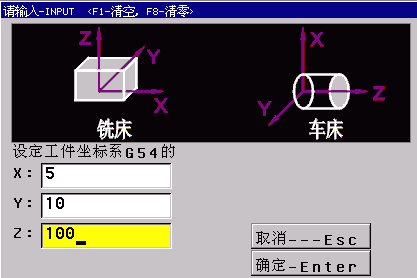 请输入-INPUT <F1-清空, F3-清零>
Z
Y
X
铣床
X
Z
Y
车床
设定工件坐标系G54的
X: 5
Y: 10
Z: 100
取消---Esc
确定-Enter